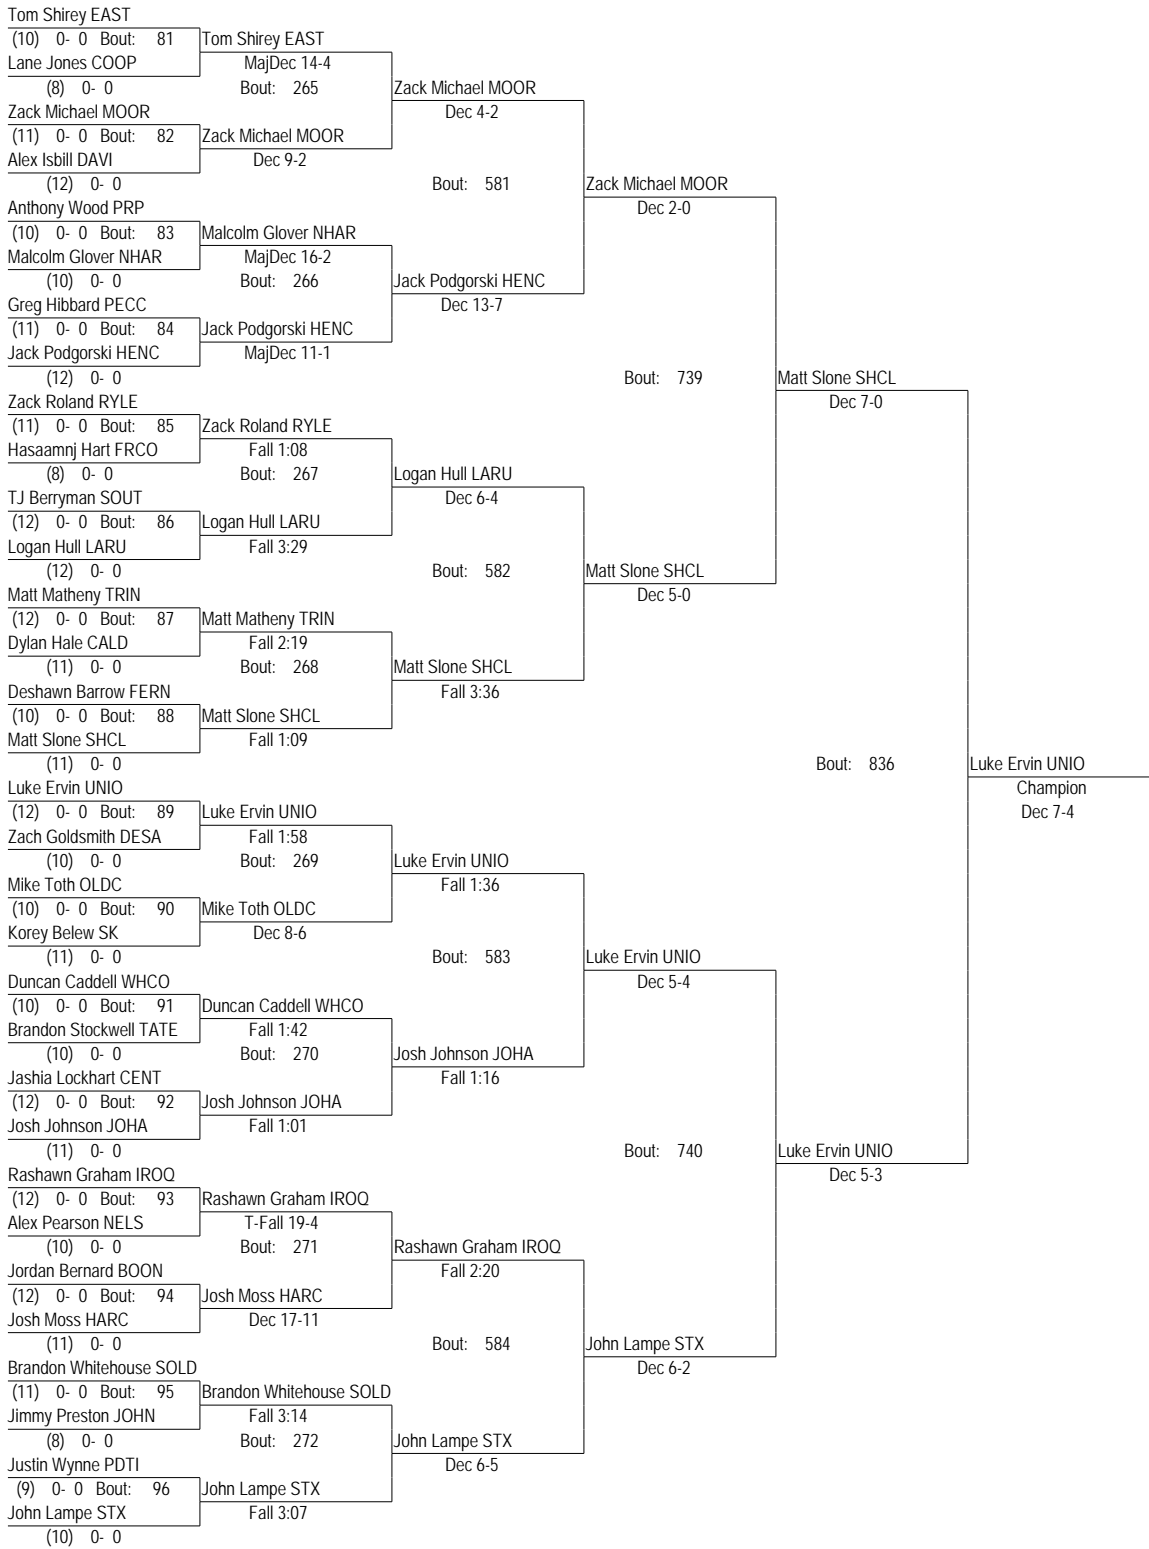 Tom Shirey EAST
(10) 0- 0 Bout: 81 Tom Shirey EAST
Lane Jones COOP MajDec 14-4
(8) 0- 0 Bout: 265 Zack Michael MOOR
Zack Michael MOOR Dec 4-2
(11) 0- 0 Bout: 82 Zack Michael MOOR
Alex Isbill DAVI Dec 9-2
(12) 0- 0 Bout: 581 Zack Michael MOOR
Anthony Wood PRP Dec 2-0
(10) 0- 0 Bout: 83 Malcolm Glover NHAR
Malcolm Glover NHAR MajDec 16-2
(10) 0- 0 Bout: 266 Jack Podgorski HENC
Greg Hibbard PECC Dec 13-7
(11) 0- 0 Bout: 84 Jack Podgorski HENC
Jack Podgorski HENC MajDec 11-1
(12) 0- 0 Bout: 739 Matt Slone SHCL
Zack Roland RYLE Dec 7-0
(11) 0- 0 Bout: 85 Zack Roland RYLE
Hasaamnj Hart FRCO Fall 1:08
(8) 0- 0 Bout: 267 Logan Hull LARU
TJ Berryman SOUT Dec 6-4
(12) 0- 0 Bout: 86 Logan Hull LARU
Logan Hull LARU Fall 3:29
(12) 0- 0 Bout: 582 Matt Slone SHCL
Matt Matheny TRIN Dec 5-0
(12) 0- 0 Bout: 87 Matt Matheny TRIN
Dylan Hale CALD Fall 2:19
(11) 0- 0 Bout: 268 Matt Slone SHCL
Deshawn Barrow FERN Fall 3:36
(10) 0- 0 Bout: 88 Matt Slone SHCL
Matt Slone SHCL Fall 1:09
(11) 0- 0 Bout: 836 Luke Ervin UNIO
Luke Ervin UNIO Champion
(12) 0- 0 Bout: 89 Luke Ervin UNIO Dec 7-4
Zach Goldsmith DESA Fall 1:58
(10) 0- 0 Bout: 269 Luke Ervin UNIO
Mike Toth OLDC Fall 1:36
(10) 0- 0 Bout: 90 Mike Toth OLDC
Korey Belew SK Dec 8-6
(11) 0- 0 Bout: 583 Luke Ervin UNIO
Duncan Caddell WHCO Dec 5-4
(10) 0- 0 Bout: 91 Duncan Caddell WHCO
Brandon Stockwell TATE Fall 1:42
(10) 0- 0 Bout: 270 Josh Johnson JOHA
Jashia Lockhart CENT Fall 1:16
(12) 0- 0 Bout: 92 Josh Johnson JOHA
Josh Johnson JOHA Fall 1:01
(11) 0- 0 Bout: 740 Luke Ervin UNIO
Rashawn Graham IROQ Dec 5-3
(12) 0- 0 Bout: 93 Rashawn Graham IROQ
Alex Pearson NELS T-Fall 19-4
(10) 0- 0 Bout: 271 Rashawn Graham IROQ
Jordan Bernard BOON Fall 2:20
(12) 0- 0 Bout: 94 Josh Moss HARC
Josh Moss HARC Dec 17-11
(11) 0- 0 Bout: 584 John Lampe STX
Brandon Whitehouse SOLD Dec 6-2
(11) 0- 0 Bout: 95 Brandon Whitehouse SOLD
Jimmy Preston JOHN Fall 3:14
(8) 0- 0 Bout: 272 John Lampe STX
Justin Wynne PDTI Dec 6-5
(9) 0- 0 Bout: 96 John Lampe STX
John Lampe STX Fall 3:07
(10) 0- 0